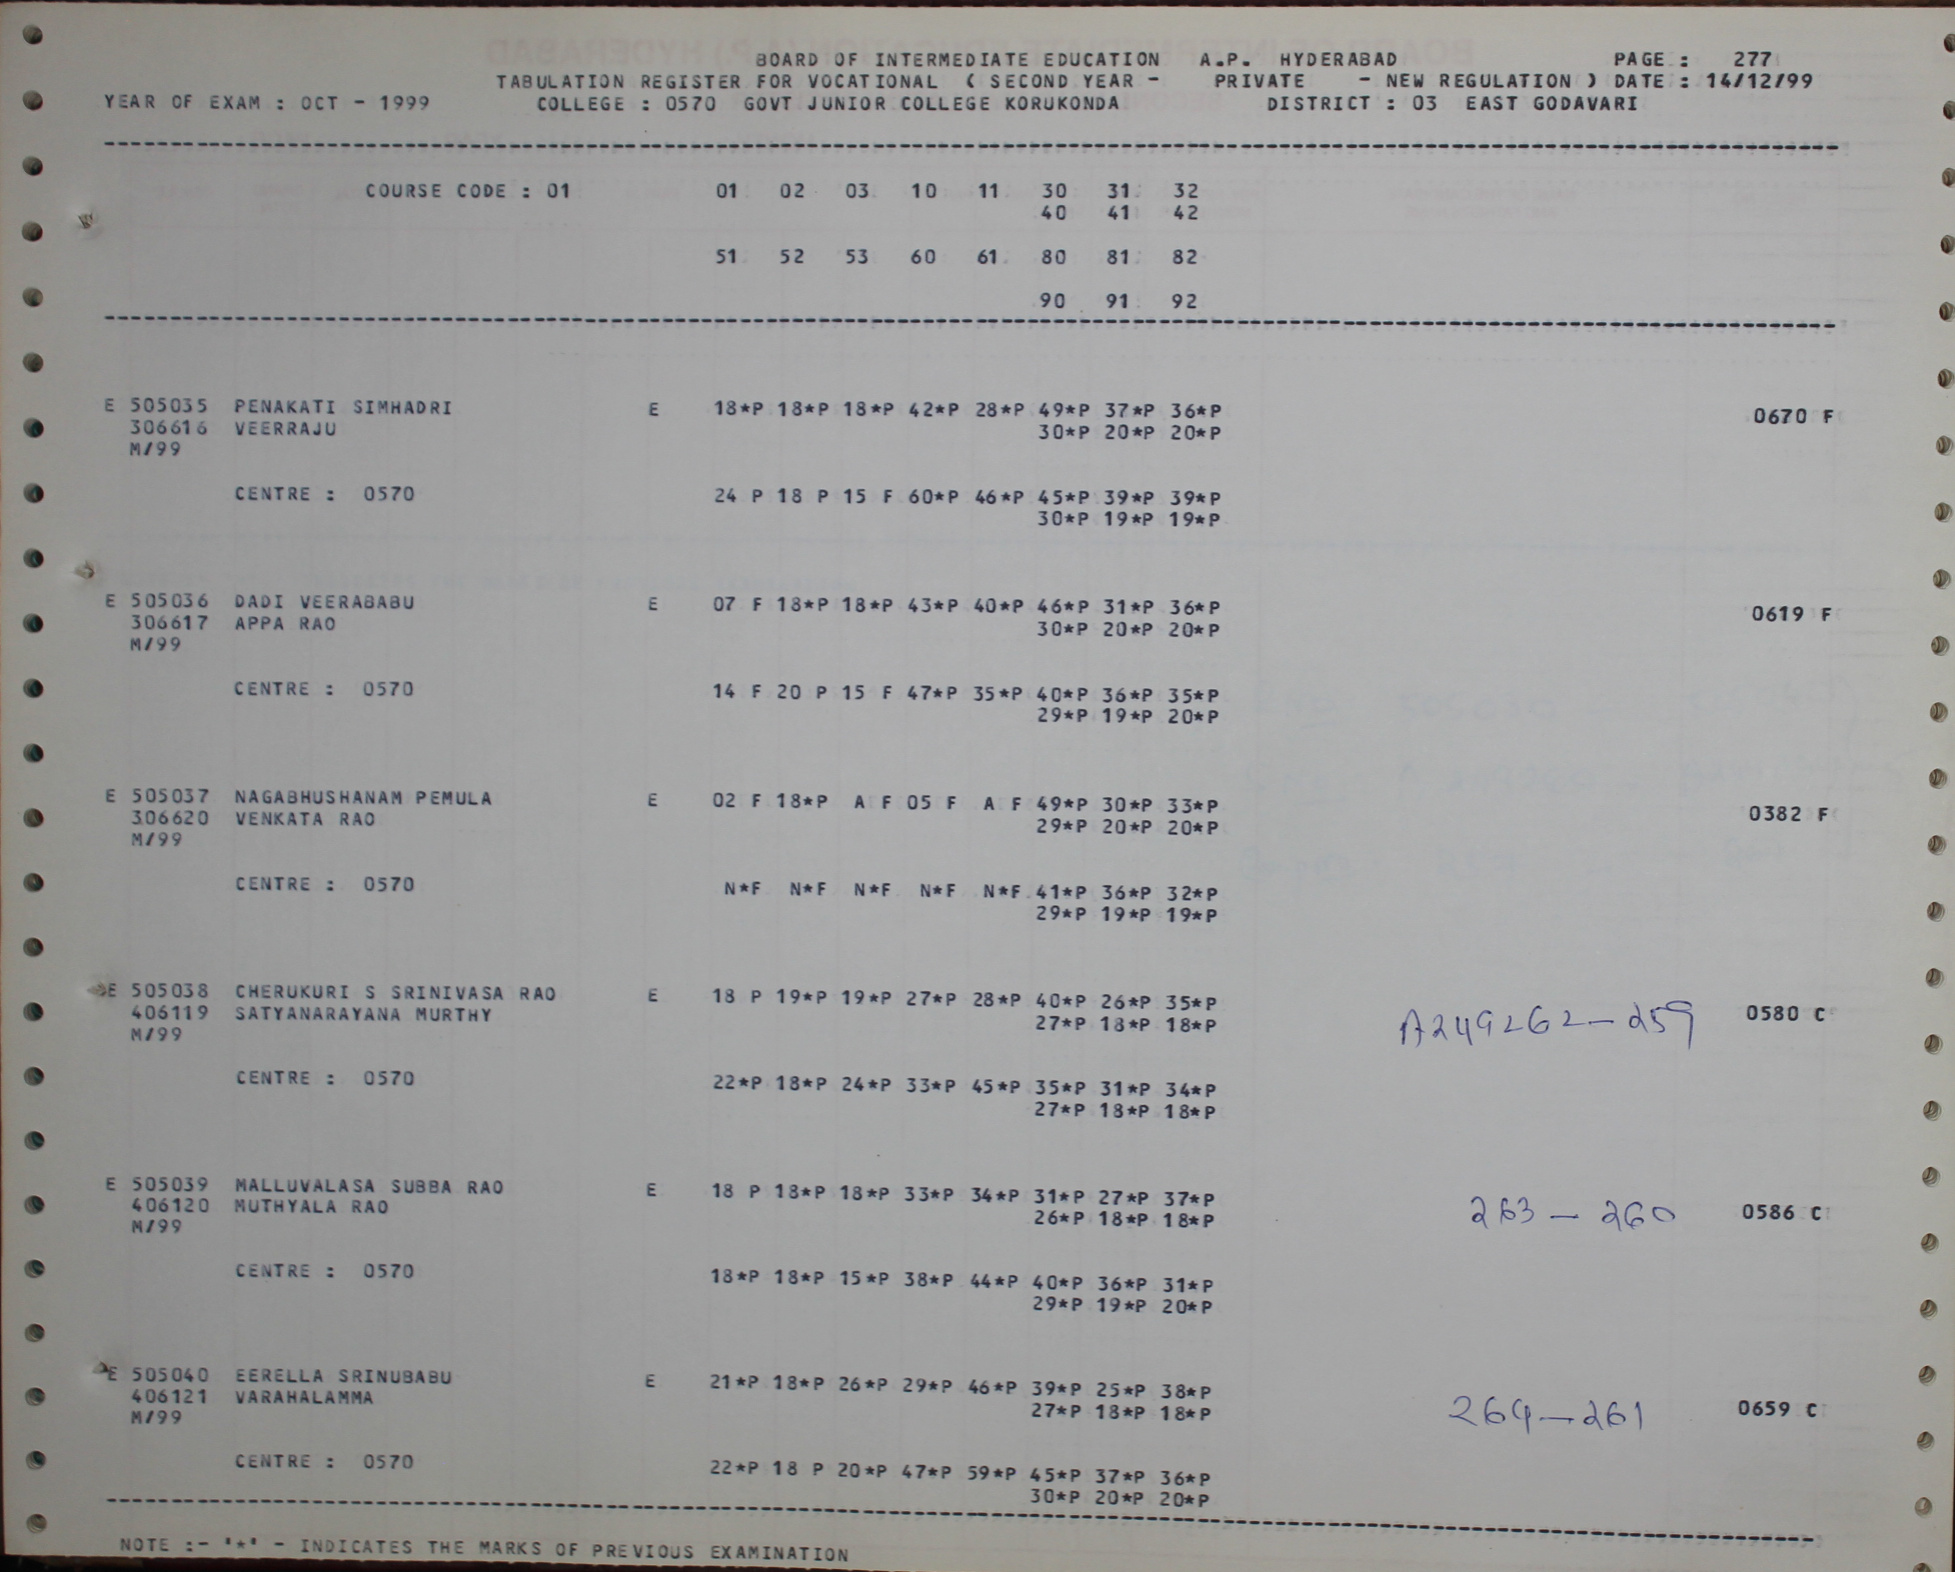 BOARD OF INTERMEDIATE EDUCATION A.P. HYDERABAD PAGE : 277
TABULATION REGISTER FOR VOCATIONAL ( SECOND YEAR - PRIVATE - NEW REGULATION ) DATE : 14/12/99
YEAR OF EXAM : OCT - 1999 COLLEGE : 0570 GOVT JUNIOR COLLEGE KORUKONDA DISTRICT : 03 EAST GODAVARI
COURSE CODE : 01 01 02 03 10 11 30 31 32
40 41 42
51 52 53 60 61 80 81 82
90 91 92
E 505035 PENAKATI SIMHADRI E 18*P 18*P 18*P 42*P 28*P 49*P 37*P 36*P 0670 F
306616 VEERRAJU 30*P 20*P 20*P
M/99
CENTRE : 0570 24 P 18 P 15 F 60*P 46*P 45*P 39*P 39*P
30*P 19*P 19*P
E 505036 DADI VEERABABU E 07 F 18*P 18*P 43*P 40*P 46*P 31*P 36*P 0619 F
306617 APPA RAO 30*P 20*P 20*P
M/99
CENTRE : 0570 14 F 20 P 15 F 47*P 35*P 40*P 36*P 35*P
29*P 19*P 20*P
E 505037 NAGABHUSHANAM PEMULA E 02 F 18*P A F 05 F A F 49*P 30*P 33*P 0382 F
306620 VENKATA RAO 29*P 20*P 20*P
M/99
CENTRE : 0570 N*F N*F N*F N*F N*F 41*P 36*P 32*P
29*P 19*P 19*P
E 505038 CHERUKURI S SRINIVASA RAO E 18 P 19*P 19*P 27*P 28*P 40*P 26*P 35*P A249262-259 0580 C
406119 SATYANARAYANA MURTHY 27*P 18*P 18*P
M/99
CENTRE : 0570 22*P 18*P 24*P 33*P 45*P 35*P 31*P 34*P
27*P 18*P 18*P
E 505039 MALLUVALASA SUBBA RAO E 18 P 18*P 18*P 33*P 34*P 31*P 27*P 37*P 263 - 260 0586 C
406120 MUTHYALA RAO 26*P 18*P 18*P
M/99
CENTRE : 0570 18*P 18*P 15*P 38*P 44*P 40*P 36*P 31*P
29*P 19*P 20*P
E 505040 EERELLA SRINUBABU E 21*P 18*P 26*P 29*P 46*P 39*P 25*P 38*P 264-261 0659 C
406121 VARAHALAMMA 27*P 18*P 18*P
M/99
CENTRE : 0570 22*P 18 P 20*P 47*P 59*P 45*P 37*P 36*P
30*P 20*P 20*P
NOTE :- '*' - INDICATES THE MARKS OF PREVIOUS EXAMINATION